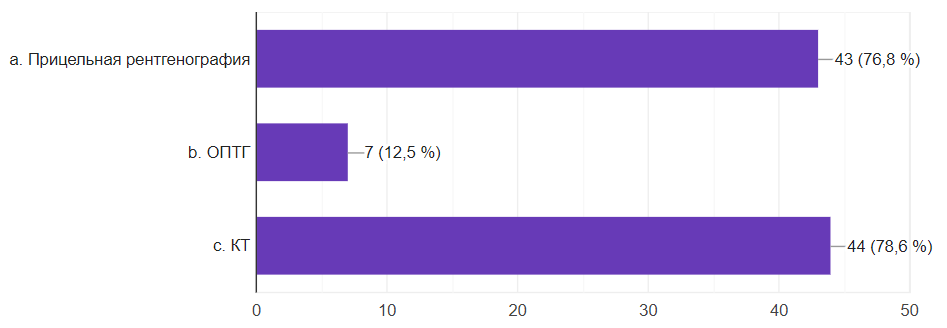 a. Прицельная рентгенография
43 (76,8 %)
b. ОПТГ
7 (12,5 %)
c. КТ
44 (78,6 %)
0 10 20 30 40 50